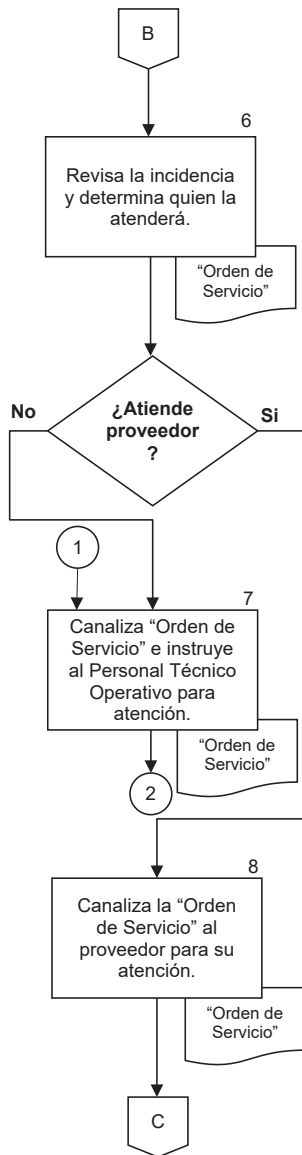 B
6
Revisa la incidencia
y determina quien la
atenderá.
“Orden de
Servicio”
No
¿Atiende
proveedor
?
Si
1
7
Canaliza “Orden de
Servicio” e instruye
al Personal Técnico
Operativo para
atención.
“Orden de
Servicio”
2
8
Canaliza la “Orden
de Servicio” al
proveedor para su
atención.
“Orden de
Servicio”
C